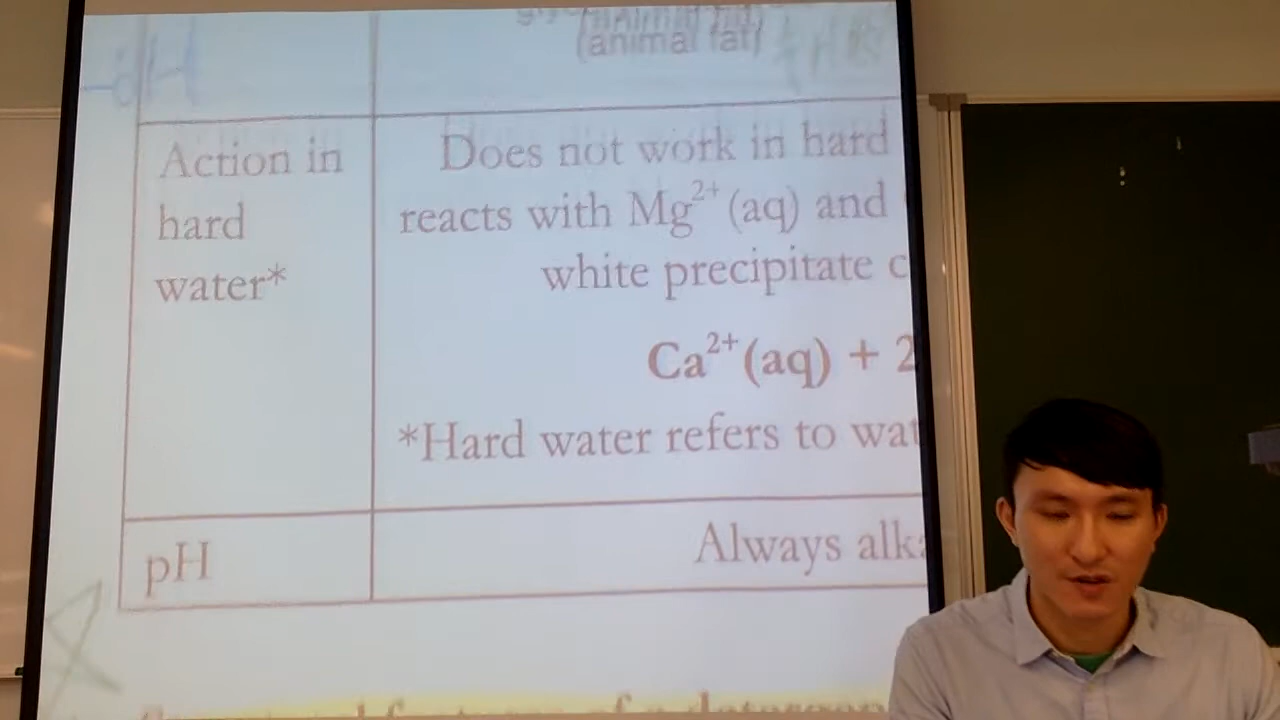 (animal fat)
Action in
hard
water*
Does not work in hard
reacts with Mg²⁺(aq) and
white precipitate c
Ca²⁺(aq) + 2
*Hard water refers to wat
pH
Always alka